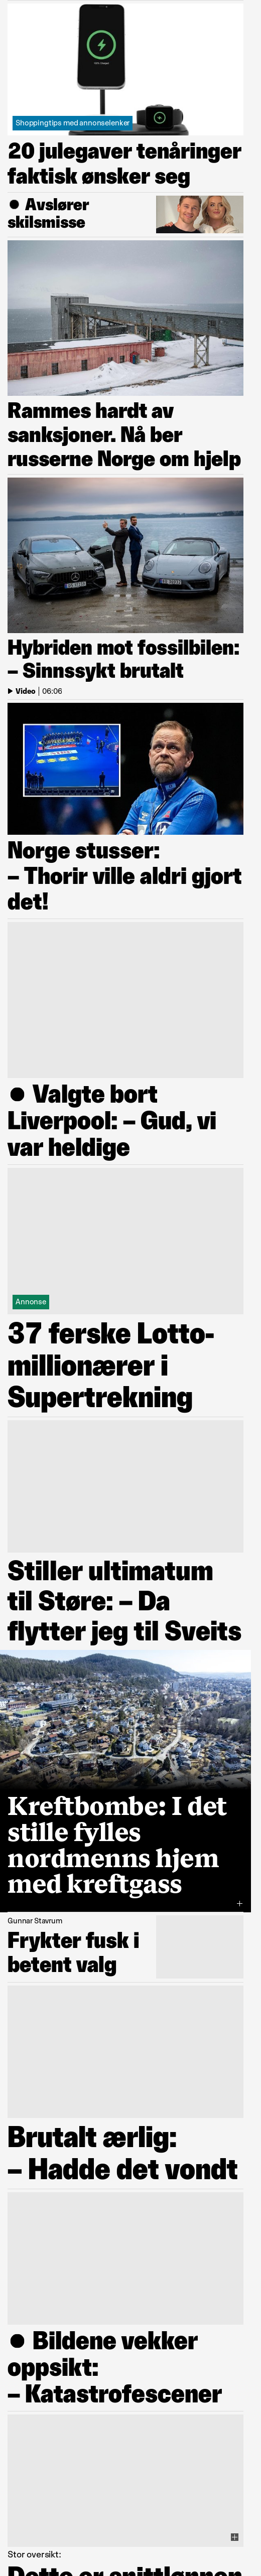 Shoppingtips med annonselenker
20 julegaver tenåringer
faktisk ønsker seg
● Avslører
skilsmisse
Rammes hardt av
sanksjoner. Nå ber
russerne Norge om hjelp
Hybriden mot fossilbilen:
– Sinnssykt brutalt
Video | 06:06
Norge stusser:
– Thorir ville aldri gjort
det!
● Valgte bort
Liverpool: – Gud, vi
var heldige
Annonse
37 ferske Lotto-
millionærer i
Supertrekning
Stiller ultimatum
til Støre: – Da
flytter jeg til Sveits
Kreftbombe: I det
stille fylles
nordmenns hjem
med kreftgass
Gunnar Stavrum
Frykter fusk i
betent valg
Brutalt ærlig:
– Hadde det vondt
● Bildene vekker
oppsikt:
– Katastrofescener
Stor oversikt:
Dette er snittlønnen